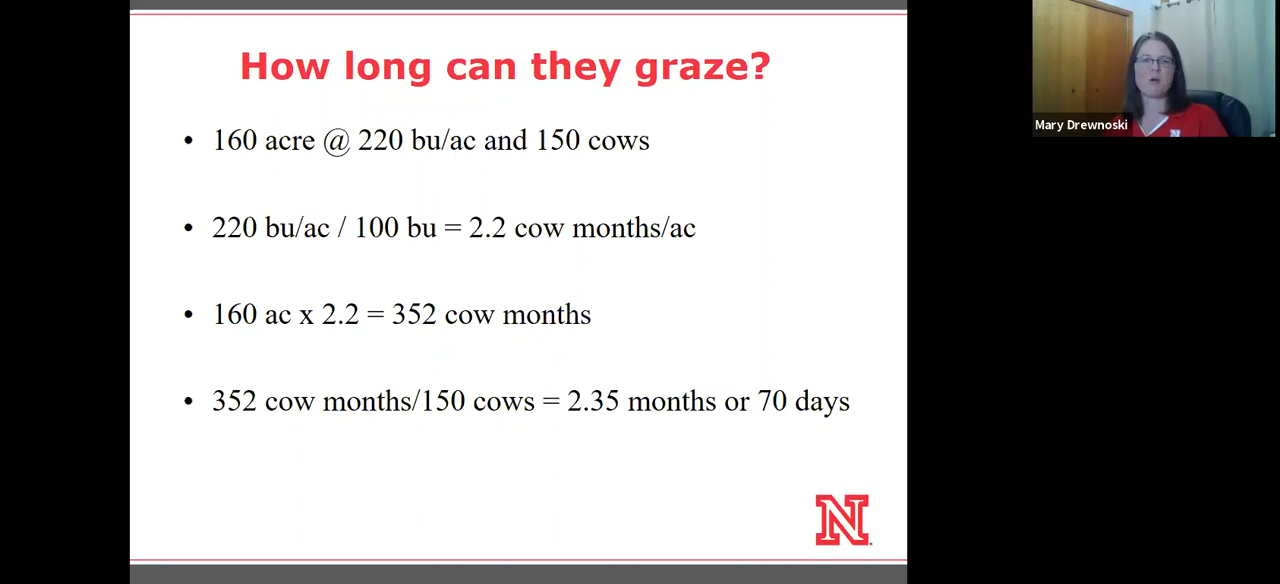 How long can they graze?
• 160 acre @ 220 bu/ac and 150 cows
• 220 bu/ac / 100 bu = 2.2 cow months/ac
• 160 ac x 2.2 = 352 cow months
• 352 cow months/150 cows = 2.35 months or 70 days
N
Mary Drewnoski
N